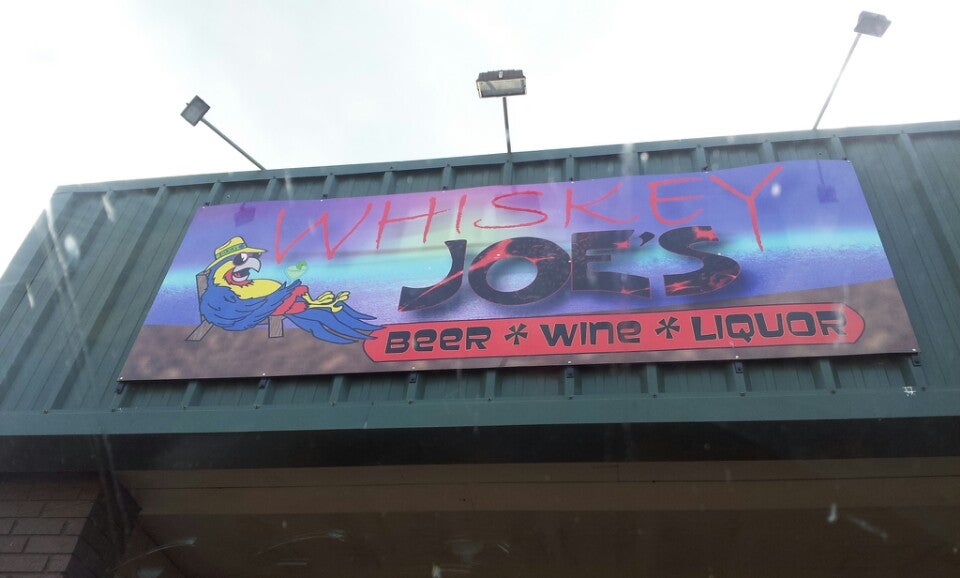 WHISKEY
JOE'S
BEER * WINE * LIQUOR